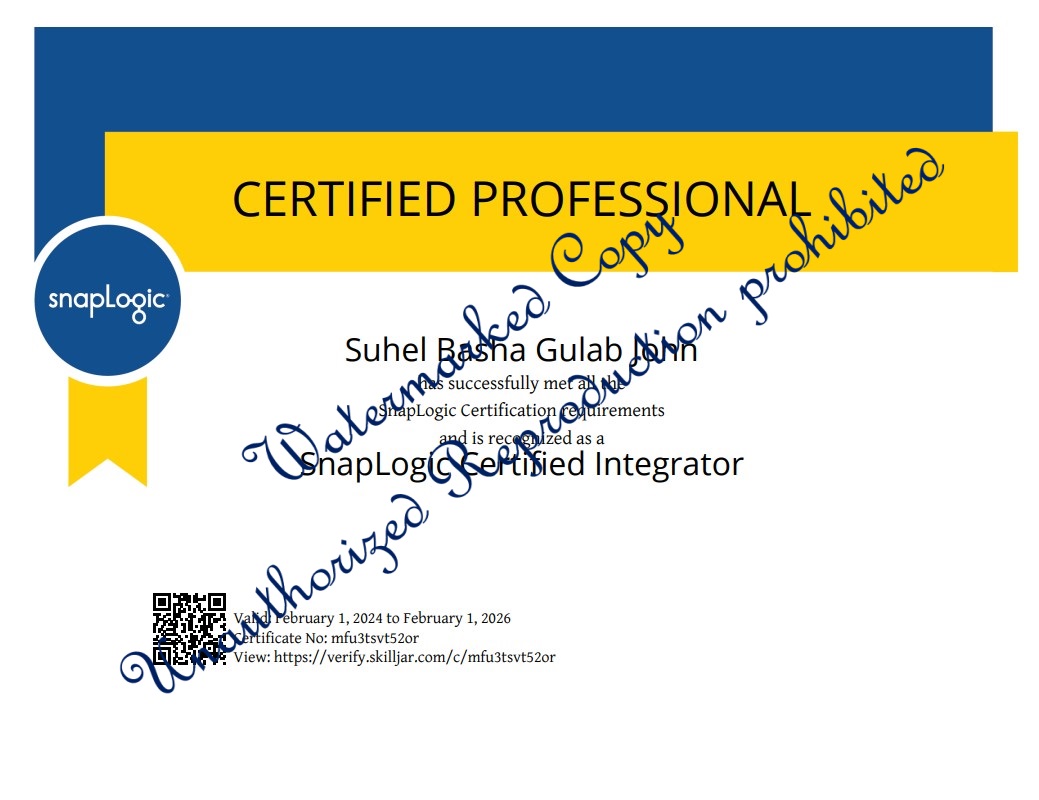 CERTIFIED PROFESSIONAL
snapLogic
Suhel Basha Gulab John
has successfully met all the
SnapLogic Certification requirements
and is recognized as a
SnapLogic Certified Integrator
Watermarked Copy
Unauthorized Reproduction prohibited
Valid: February 1, 2024 to February 1, 2026
Certificate No: mfu3tsvt52or
View: https://verify.skilljar.com/c/mfu3tsvt52or